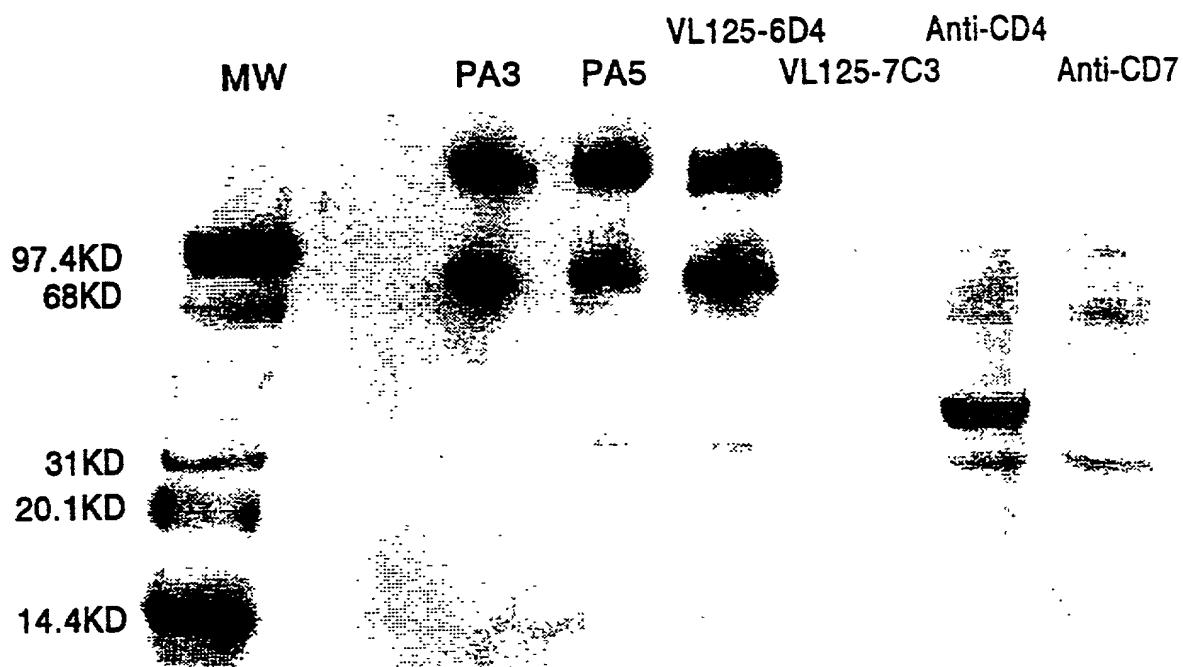 VL125-6D4 Anti-CD4
MW PA3 PA5 VL125-7C3 Anti-CD7
97.4KD
68KD
31KD
20.1KD
14.4KD